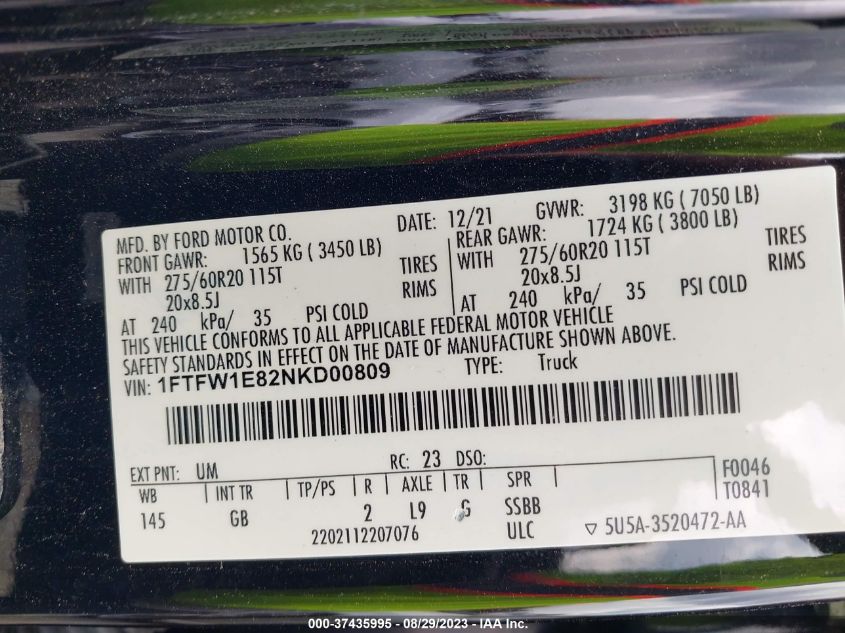 MFD. BY FORD MOTOR CO.
DATE: 12/21
GVWR: 3198 KG ( 7050 LB)
FRONT GAWR: 1565 KG ( 3450 LB)
REAR GAWR: 1724 KG ( 3800 LB)
WITH 275/60R20 115T TIRES
WITH 275/60R20 115T TIRES
20x8.5J RIMS
20x8.5J RIMS
AT 240 kPa/ 35 PSI COLD
AT 240 kPa/ 35 PSI COLD
THIS VEHICLE CONFORMS TO ALL APPLICABLE FEDERAL MOTOR VEHICLE
SAFETY STANDARDS IN EFFECT ON THE DATE OF MANUFACTURE SHOWN ABOVE.
VIN: 1FTFW1E82NKD00809
TYPE: Truck
EXT PNT: UM RC: 23 DSO:
WB INT TR TP/PS R AXLE TR SPR F0046
145 GB 2 L9 G SSBB T0841
2202112207076 ULC 5U5A-3520472-AA
000-37435995 - 08/29/2023 - IAA Inc.